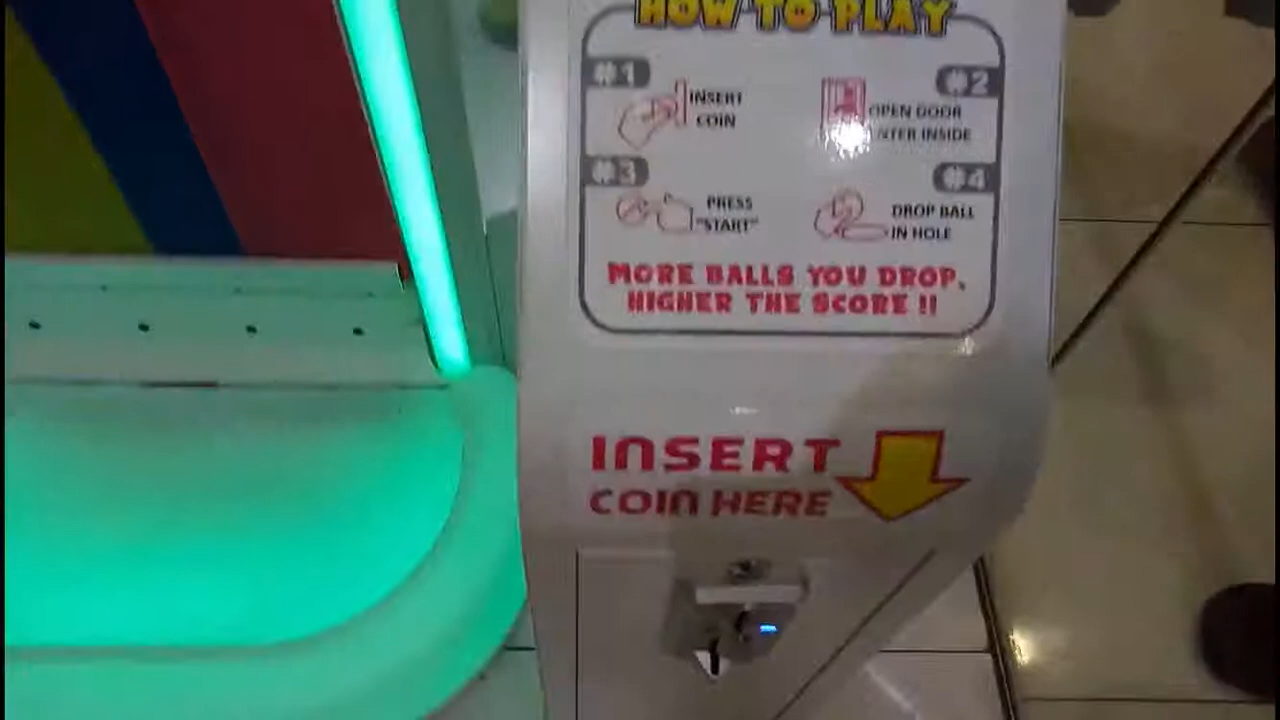 HOW TO PLAY
#1
INSERT
COIN
#2
OPEN DOOR
INSIDE
#3
PRESS
"START"
#4
DROP BALL
IN HOLE
MORE BALLS YOU DROP,
HIGHER THE SCORE !!
INSERT
COIN HERE